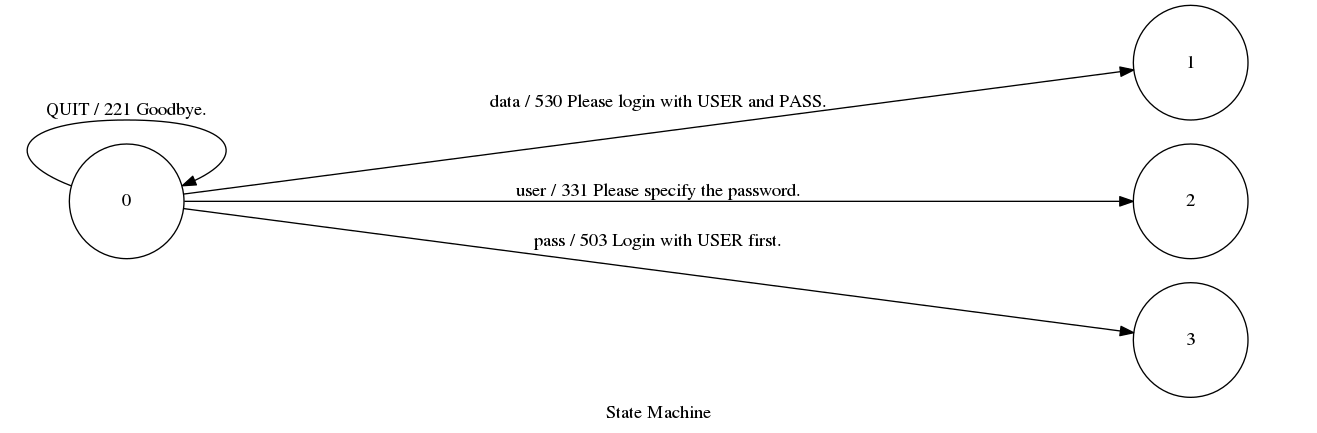 1
QUIT / 221 Goodbye.
data / 530 Please login with USER and PASS.
0
user / 331 Please specify the password.
2
pass / 503 Login with USER first.
3
State Machine